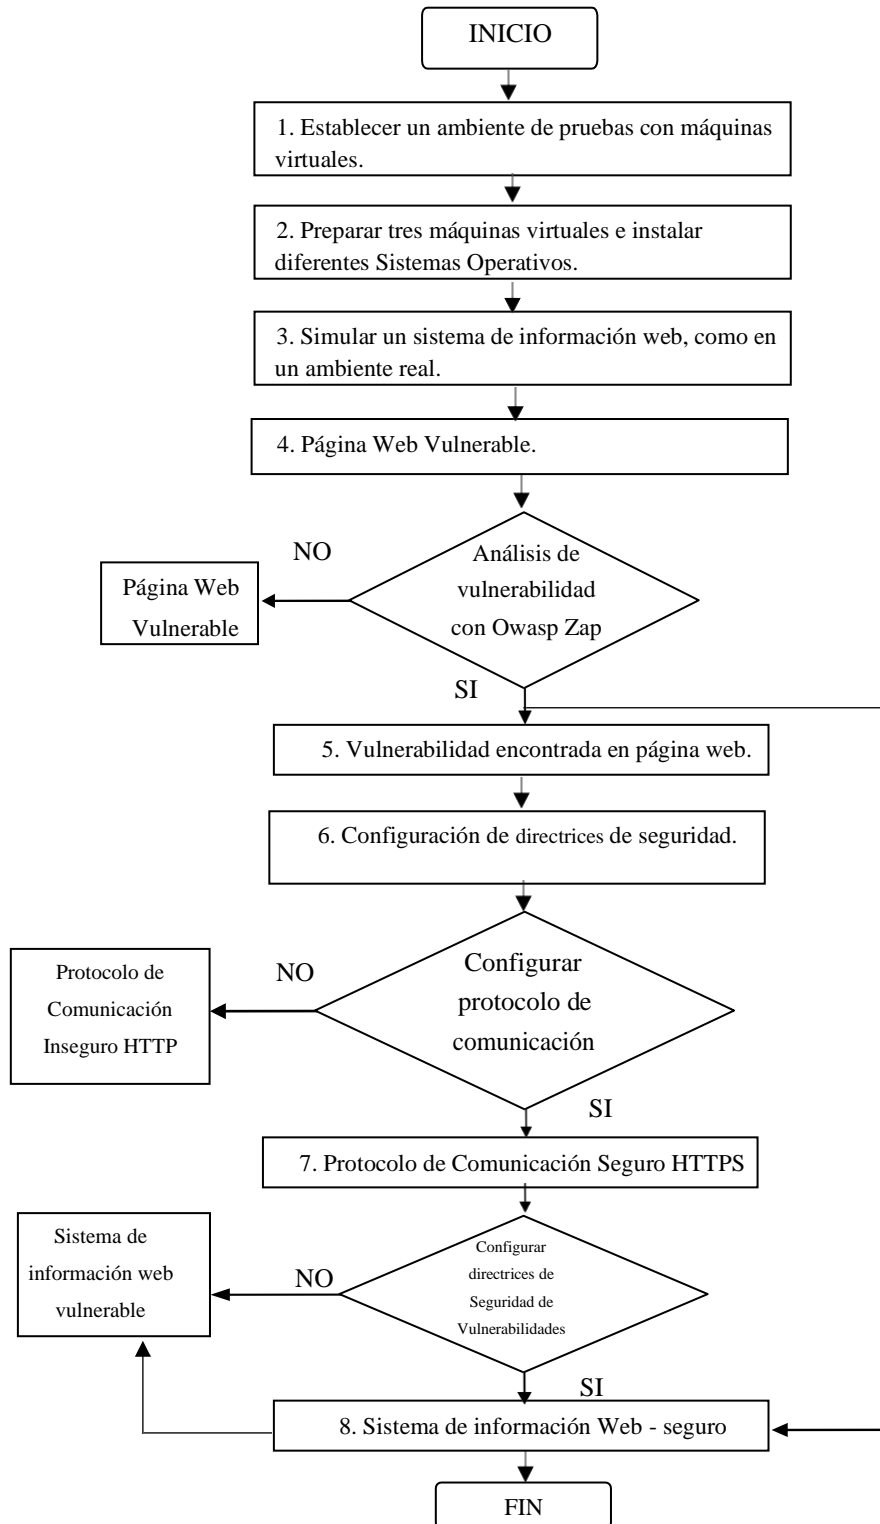 INICIO
1. Establecer un ambiente de pruebas con máquinas
virtuales.
2. Preparar tres máquinas virtuales e instalar
diferentes Sistemas Operativos.
3. Simular un sistema de información web, como en
un ambiente real.
4. Página Web Vulnerable.
NO
Análisis de
vulnerabilidad
con Owasp Zap
Página Web
Vulnerable
SI
5. Vulnerabilidad encontrada en página web.
6. Configuración de directrices de seguridad.
NO
Configurar
protocolo de
comunicación
Protocolo de
Comunicación
Inseguro HTTP
SI
7. Protocolo de Comunicación Seguro HTTPS
Sistema de
información web
vulnerable
NO
Configurar
directrices de
Seguridad de
Vulnerabilidades
SI
8. Sistema de información Web - seguro
FIN